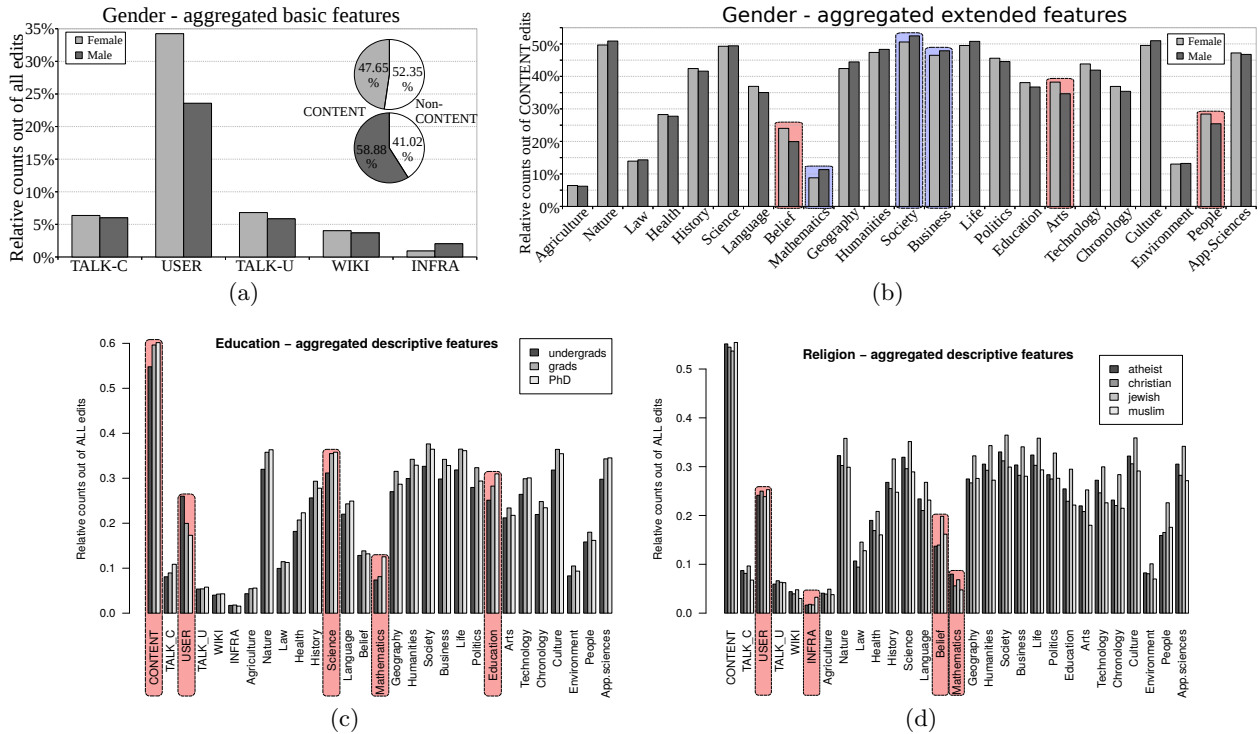 Gender - aggregated basic features
Relative counts out of all edits
35%
30%
25%
20%
15%
10%
5%
0%
Female
Male
47.65
%
52.35
%
CONTENT
Non-
CONTENT
58.88
%
41.02
%
TALK-C
USER
TALK-U
WIKI
INFRA
(a)
Gender - aggregated extended features
Relative counts out of CONTENT edits
50%
40%
30%
20%
10%
0%
Female
Male
Agriculture
Nature
Law
Health
History
Science
Language
Belief
Mathematics
Geography
Humanities
Society
Business
Life
Politics
Education
Arts
Technology
Chronology
Culture
Environment
People
App.Sciences
(b)
Education – aggregated descriptive features
Relative counts out of ALL edits
0.6
0.5
0.4
0.3
0.2
0.1
0.0
undergrads
grads
PhD
CONTENT
TALK_C
USER
TALK_U
WIKI
INFRA
Agriculture
Nature
Law
Health
History
Science
Language
Belief
Mathematics
Geography
Humanities
Society
Business
Life
Politics
Education
Arts
Technology
Chronology
Culture
Environment
People
App.sciences
(c)
Religion – aggregated descriptive features
Relative counts out of ALL edits
0.5
0.4
0.3
0.2
0.1
0.0
atheist
christian
jewish
muslim
CONTENT
TALK_C
USER
TALK_U
WIKI
INFRA
Agriculture
Nature
Law
Health
History
Science
Language
Belief
Mathematics
Geography
Humanities
Society
Business
Life
Politics
Education
Arts
Technology
Chronology
Culture
Environment
People
App.sciences
(d)